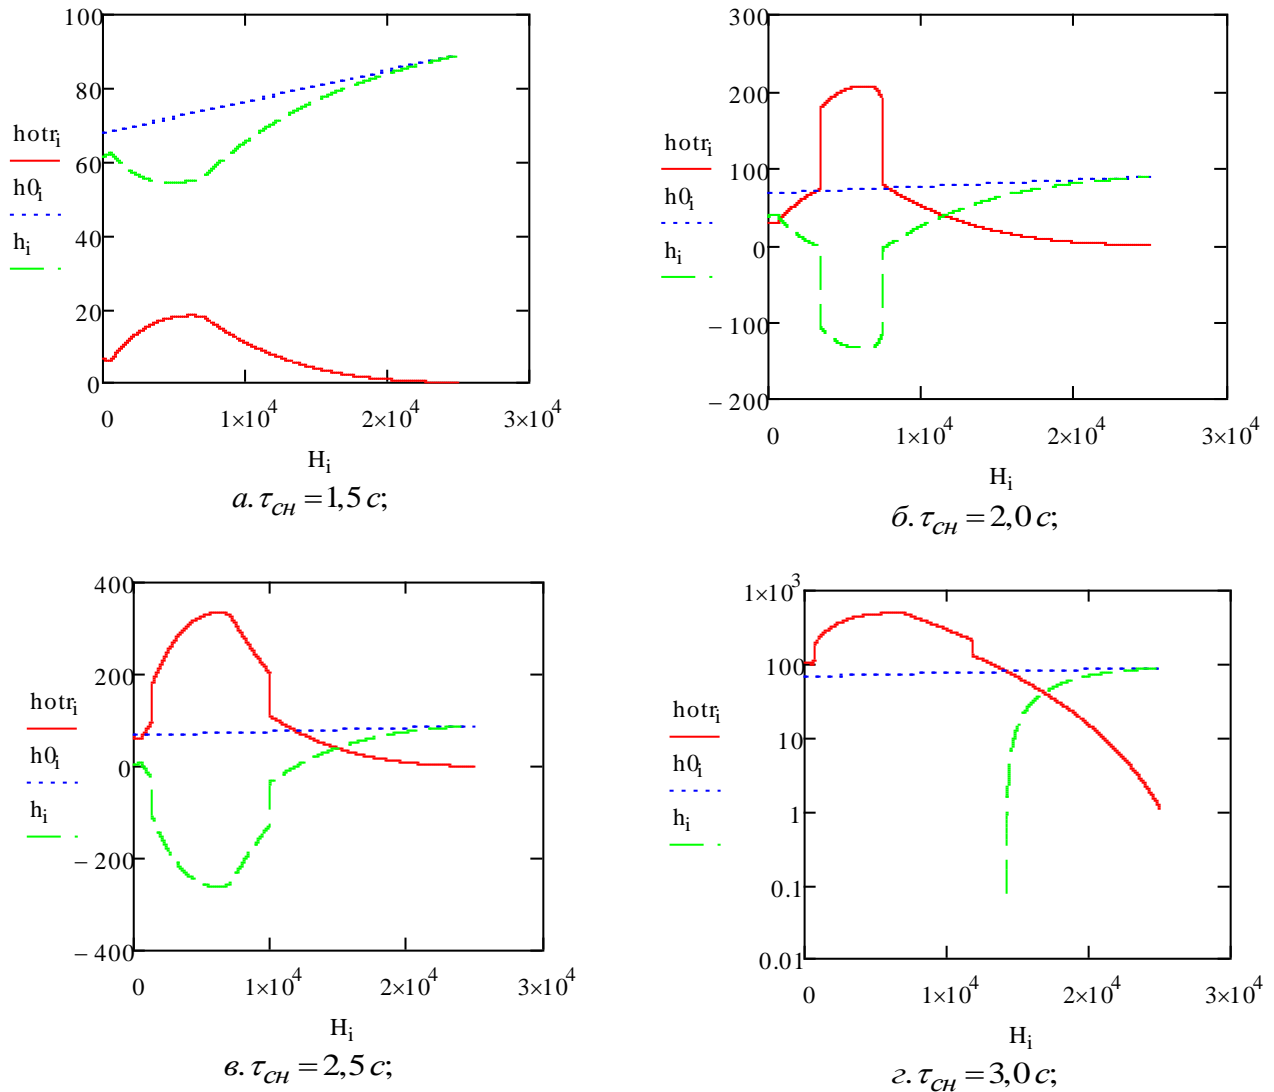 100
80
60
40
20
0
hotr_i
h0_i
h_i
0
1×10^4
2×10^4
3×10^4
H_i
а. τ_сн = 1,5 с;
300
200
100
0
− 100
− 200
hotr_i
h0_i
h_i
0
1×10^4
2×10^4
3×10^4
H_i
б. τ_сн = 2,0 с;
400
200
0
− 200
− 400
hotr_i
h0_i
h_i
0
1×10^4
2×10^4
3×10^4
H_i
в. τ_сн = 2,5 с;
1×10^3
100
10
1
0.1
0.01
hotr_i
h0_i
h_i
0
1×10^4
2×10^4
3×10^4
H_i
г. τ_сн = 3,0 с;